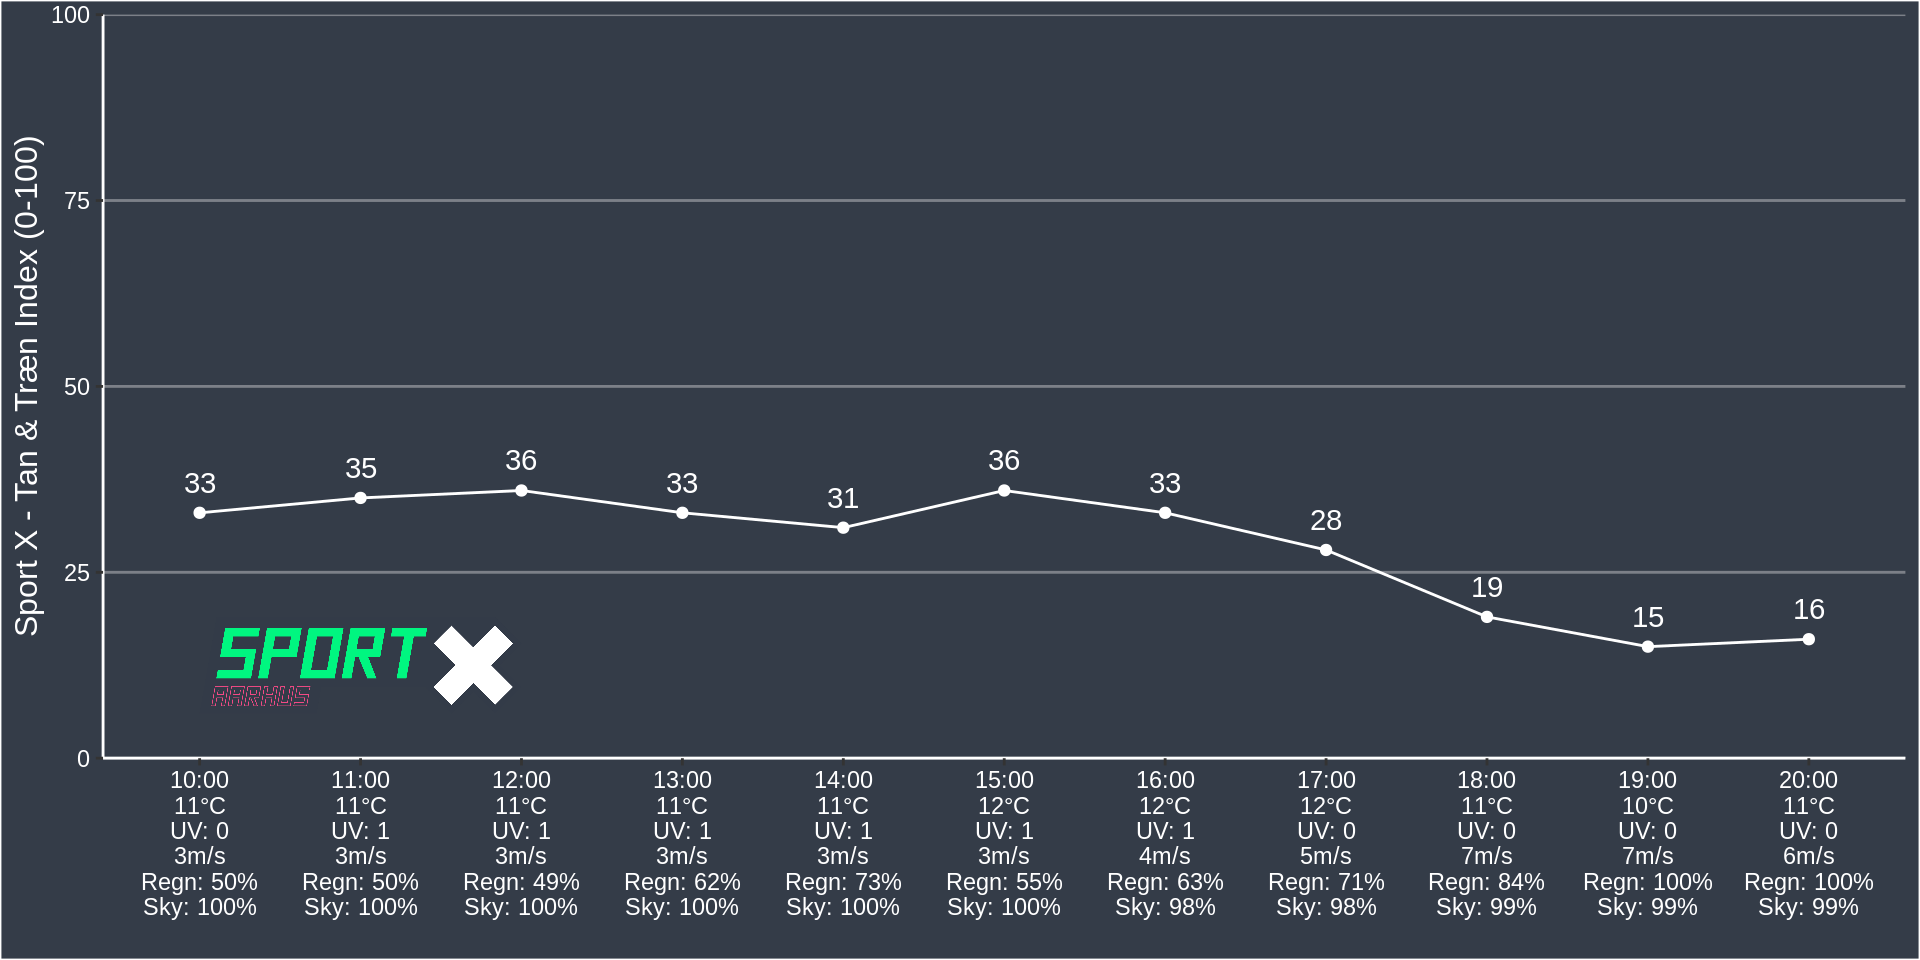 Sport X - Tan & Træn Index (0-100)
100
75
50
25
0
33
35
36
33
31
36
33
28
19
15
16
SPORT X
AARHUS
10:00 11:00 12:00 13:00 14:00 15:00 16:00 17:00 18:00 19:00 20:00
11°C 11°C 11°C 11°C 11°C 12°C 12°C 12°C 11°C 10°C 11°C
UV: 0 UV: 1 UV: 1 UV: 1 UV: 1 UV: 1 UV: 1 UV: 0 UV: 0 UV: 0 UV: 0
3m/s 3m/s 3m/s 3m/s 3m/s 3m/s 4m/s 5m/s 7m/s 7m/s 6m/s
Regn: 50% Regn: 50% Regn: 49% Regn: 62% Regn: 73% Regn: 55% Regn: 63% Regn: 71% Regn: 84% Regn: 100% Regn: 100%
Sky: 100% Sky: 100% Sky: 100% Sky: 100% Sky: 100% Sky: 100% Sky: 98% Sky: 98% Sky: 99% Sky: 99% Sky: 99%